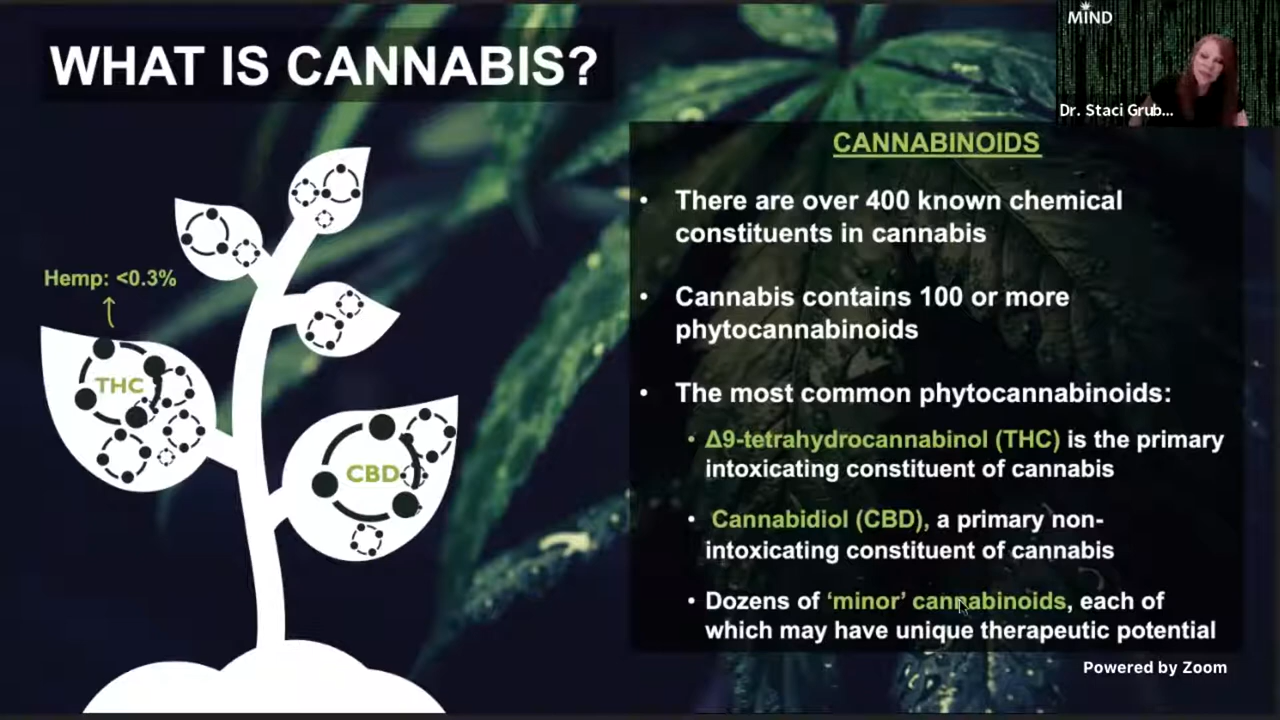 WHAT IS CANNABIS?
MIND
Dr. Staci Grub...
CANNABINOIDS
• There are over 400 known chemical
constituents in cannabis
• Cannabis contains 100 or more
phytocannabinoids
• The most common phytocannabinoids:
• Δ9-tetrahydrocannabinol (THC) is the primary
intoxicating constituent of cannabis
• Cannabidiol (CBD), a primary non-
intoxicating constituent of cannabis
• Dozens of ‘minor’ cannabinoids, each of
which may have unique therapeutic potential
Hemp: <0.3%
THC
CBD
Powered by Zoom